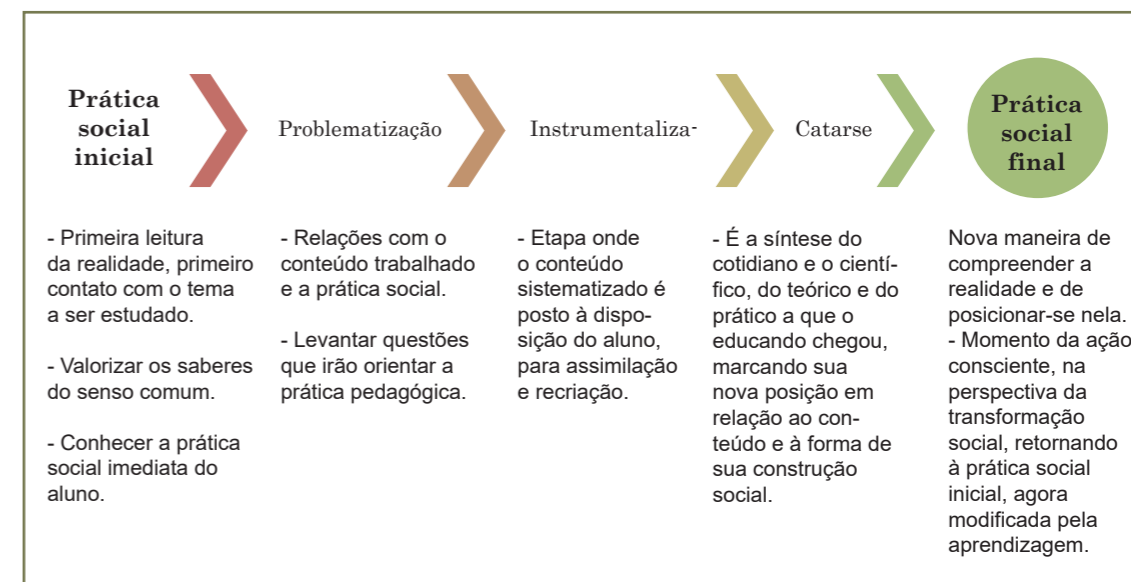 Prática
social
inicial
Problematização
Instrumentaliza-
Catarse
Prática
social
final
- Primeira leitura
da realidade, primeiro
contato com o tema
a ser estudado.
- Valorizar os saberes
do senso comum.
- Conhecer a prática
social imediata do
aluno.
- Relações com o
conteúdo trabalhado
e a prática social.
- Levantar questões
que irão orientar a
prática pedagógica.
- Etapa onde
o conteúdo
sistematizado é
posto à dispo-
sição do aluno,
para assimilação
e recriação.
- É a síntese do
cotidiano e o cientí-
fico, do teórico e do
prático a que o
educando chegou,
marcando sua
nova posição em
relação ao con-
teúdo e à forma de
sua construção
social.
Nova maneira de
compreender a
realidade e de
posicionar-se nela.
- Momento da ação
consciente, na
perspectiva da
transformação
social, retornando
à prática social
inicial, agora
modificada pela
aprendizagem.